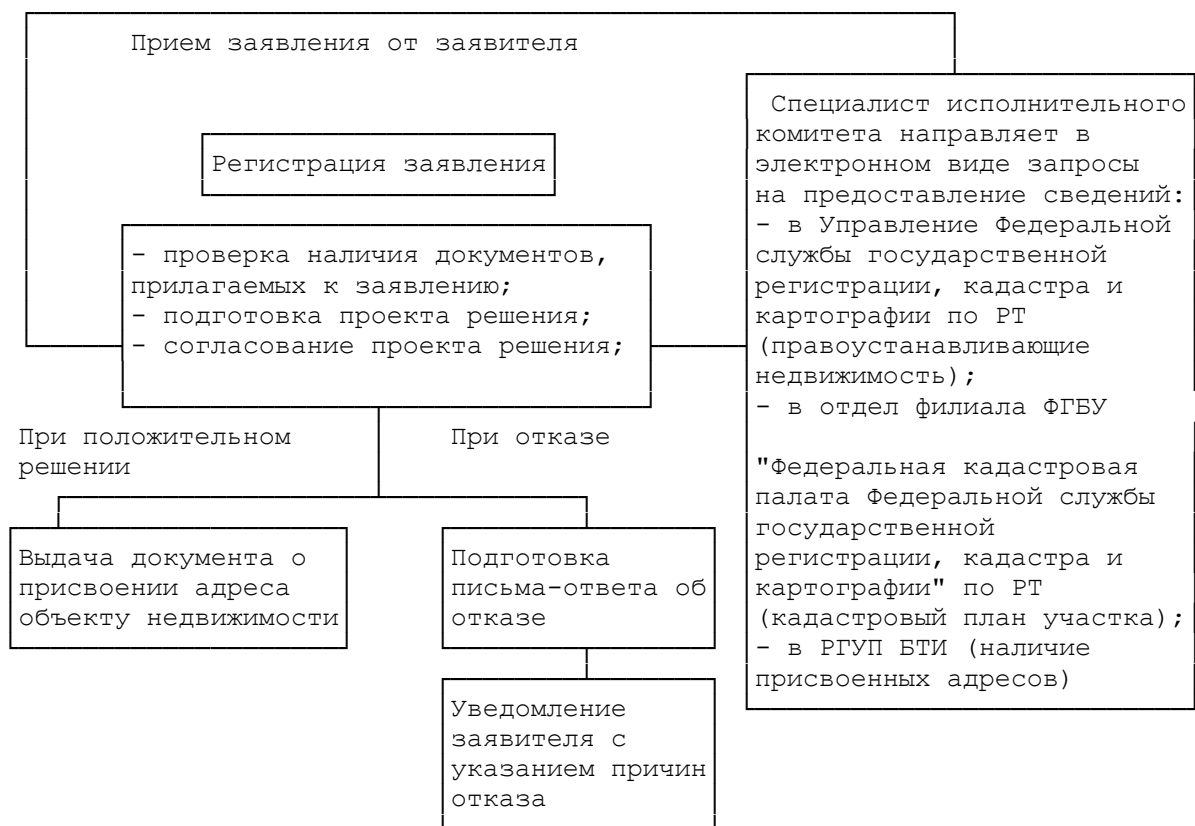 Прием заявления от заявителя
Регистрация заявления
- проверка наличия документов,
прилагаемых к заявлению;
- подготовка проекта решения;
- согласование проекта решения;
Специалист исполнительного
комитета направляет в
электронном виде запросы
на предоставление сведений:
- в Управление Федеральной
службы государственной
регистрации, кадастра и
картографии по РТ
(правоустанавливающие
недвижимость);
- в отдел филиала ФГБУ
"Федеральная кадастровая
палата Федеральной службы
государственной
регистрации, кадастра и
картографии" по РТ
(кадастровый план участка);
- в РГУП БТИ (наличие
присвоенных адресов)
При положительном
решении
При отказе
Выдача документа о
присвоении адреса
объекту недвижимости
Подготовка
письма-ответа об
отказе
Уведомление
заявителя с
указанием причин
отказа